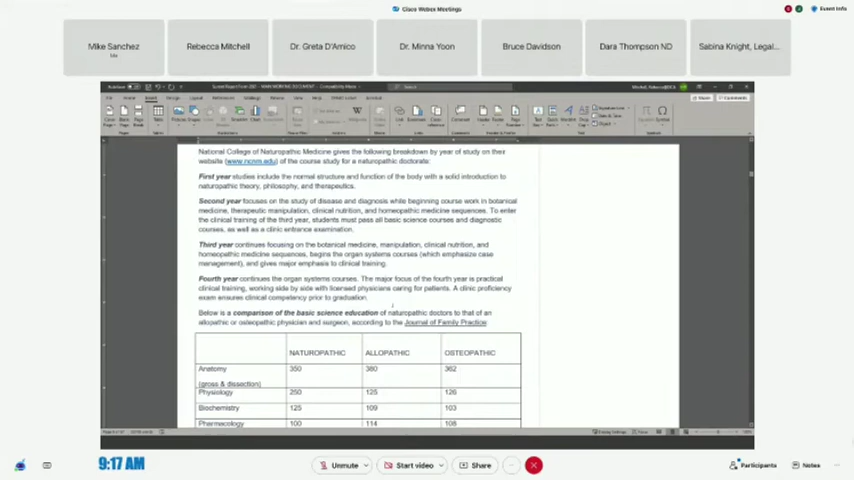 Cisco Webex Meetings
Event Info
Mike Sanchez
Me
Rebecca Mitchell
Dr. Greta D'Amico
Dr. Minna Yoon
Bruce Davidson
Dara Thompson ND
Sabina Knight, Legal...
National College of Naturopathic Medicine gives the following breakdown by year of study on their
website (www.ncnm.edu) of the course study for a naturopathic doctorate:
First year studies include the normal structure and function of the body with a solid introduction to
naturopathic theory, philosophy, and therapeutics.
Second year focuses on the study of disease and diagnosis while beginning course work in botanical
medicine, therapeutic manipulation, clinical nutrition, and homeopathic medicine sequences. To enter
the clinical training of the third year, students must pass all basic science courses and diagnostic
courses, as well as a clinic entrance examination.
Third year continues focusing on the botanical medicine, manipulation, clinical nutrition, and
homeopathic medicine sequences, begins the organ systems courses (which emphasize case
management), and gives major emphasis to clinical training.
Fourth year continues the organ systems courses. The major focus of the fourth year is practical
clinical training, working side by side with licensed physicians caring for patients. A clinic proficiency
exam ensures clinical competency prior to graduation.
Below is a comparison of the basic science education of naturopathic doctors to that of an
allopathic or osteopathic physician and surgeon, according to the Journal of Family Practice
NATUROPATHIC ALLOPATHIC OSTEOPATHIC
Anatomy 350 380 362
(gross & dissection)
Physiology 250 125 126
Biochemistry 125 109 103
Pharmacology 100 114 108
9:17 AM
Unmute
Start video
Share
Participants
Notes